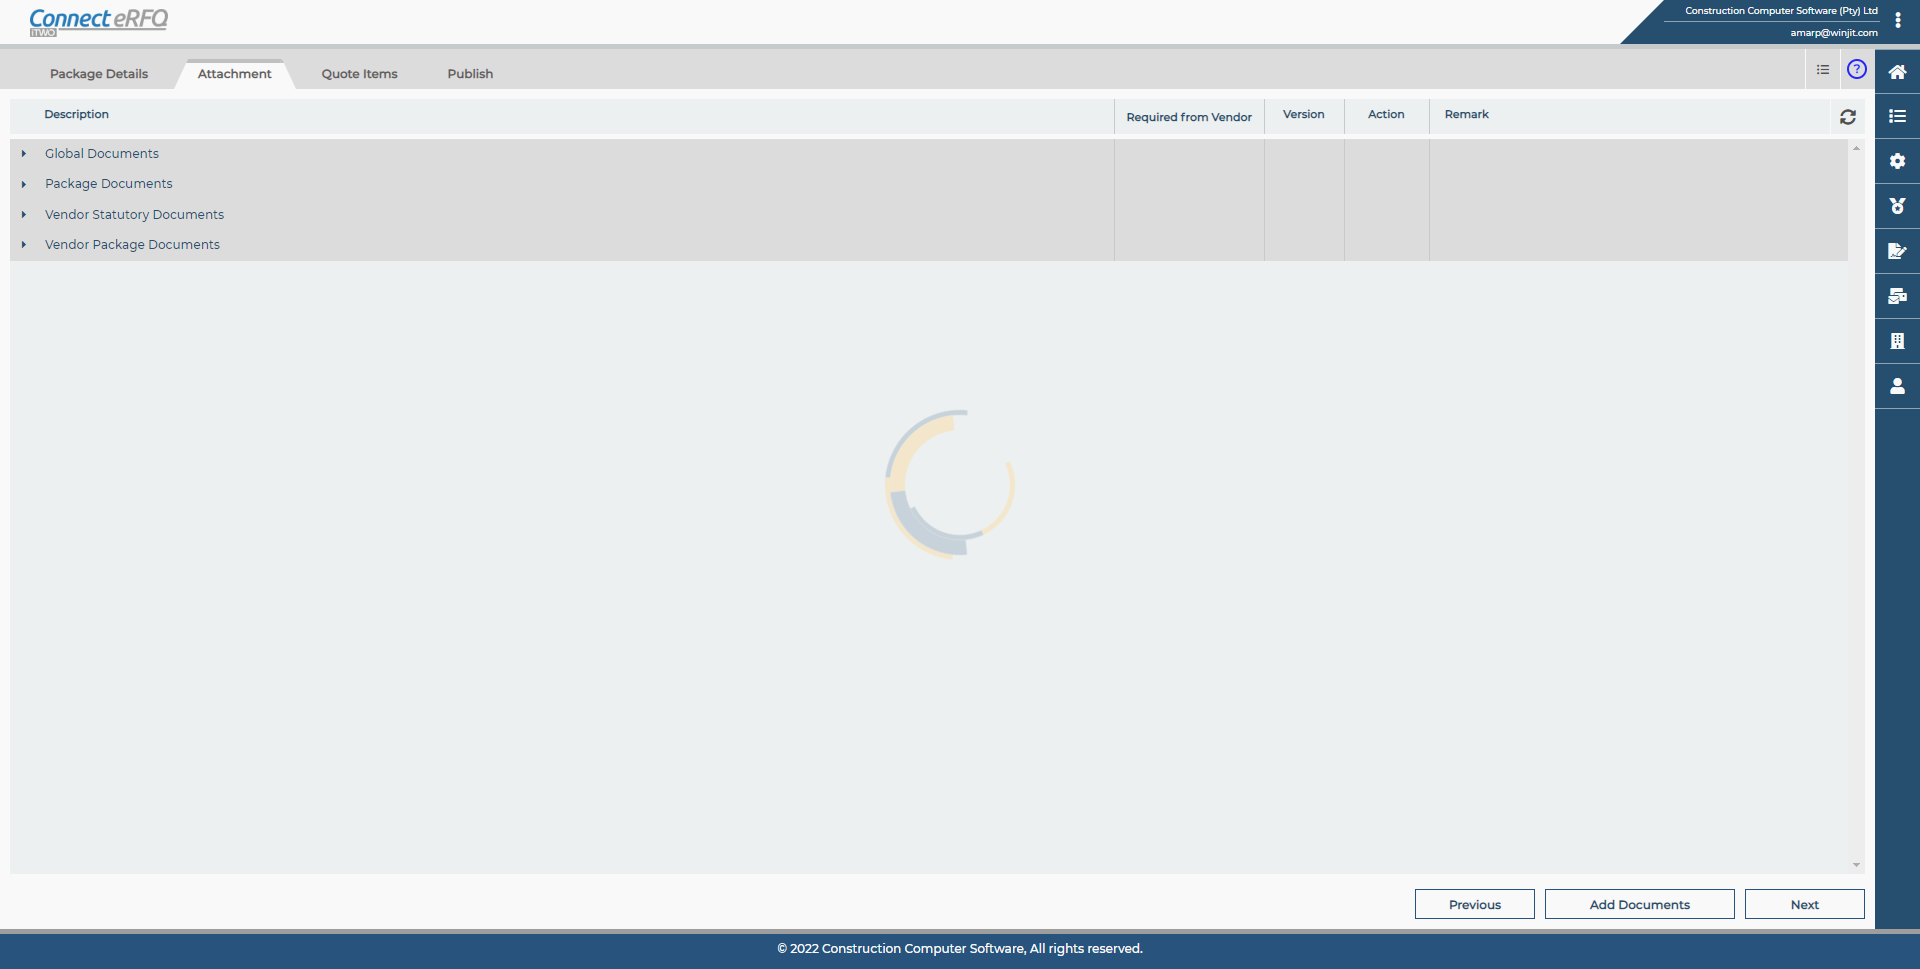 Connect eRFQ
iTWO
Construction Computer Software (Pty) Ltd
amarp@winjit.com
Package Details
Attachment
Quote Items
Publish
?
Description
Required from Vendor
Version
Action
Remark
Global Documents
Package Documents
Vendor Statutory Documents
Vendor Package Documents
Previous
Add Documents
Next
© 2022 Construction Computer Software, All rights reserved.